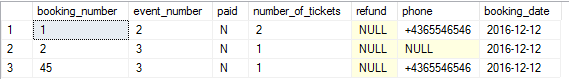 booking_number event_number paid number_of_tickets refund phone booking_date
1 1 2 N 2 NULL +4365546546 2016-12-12
2 2 3 N 1 NULL NULL 2016-12-12
3 45 3 N 1 NULL +4365546546 2016-12-12